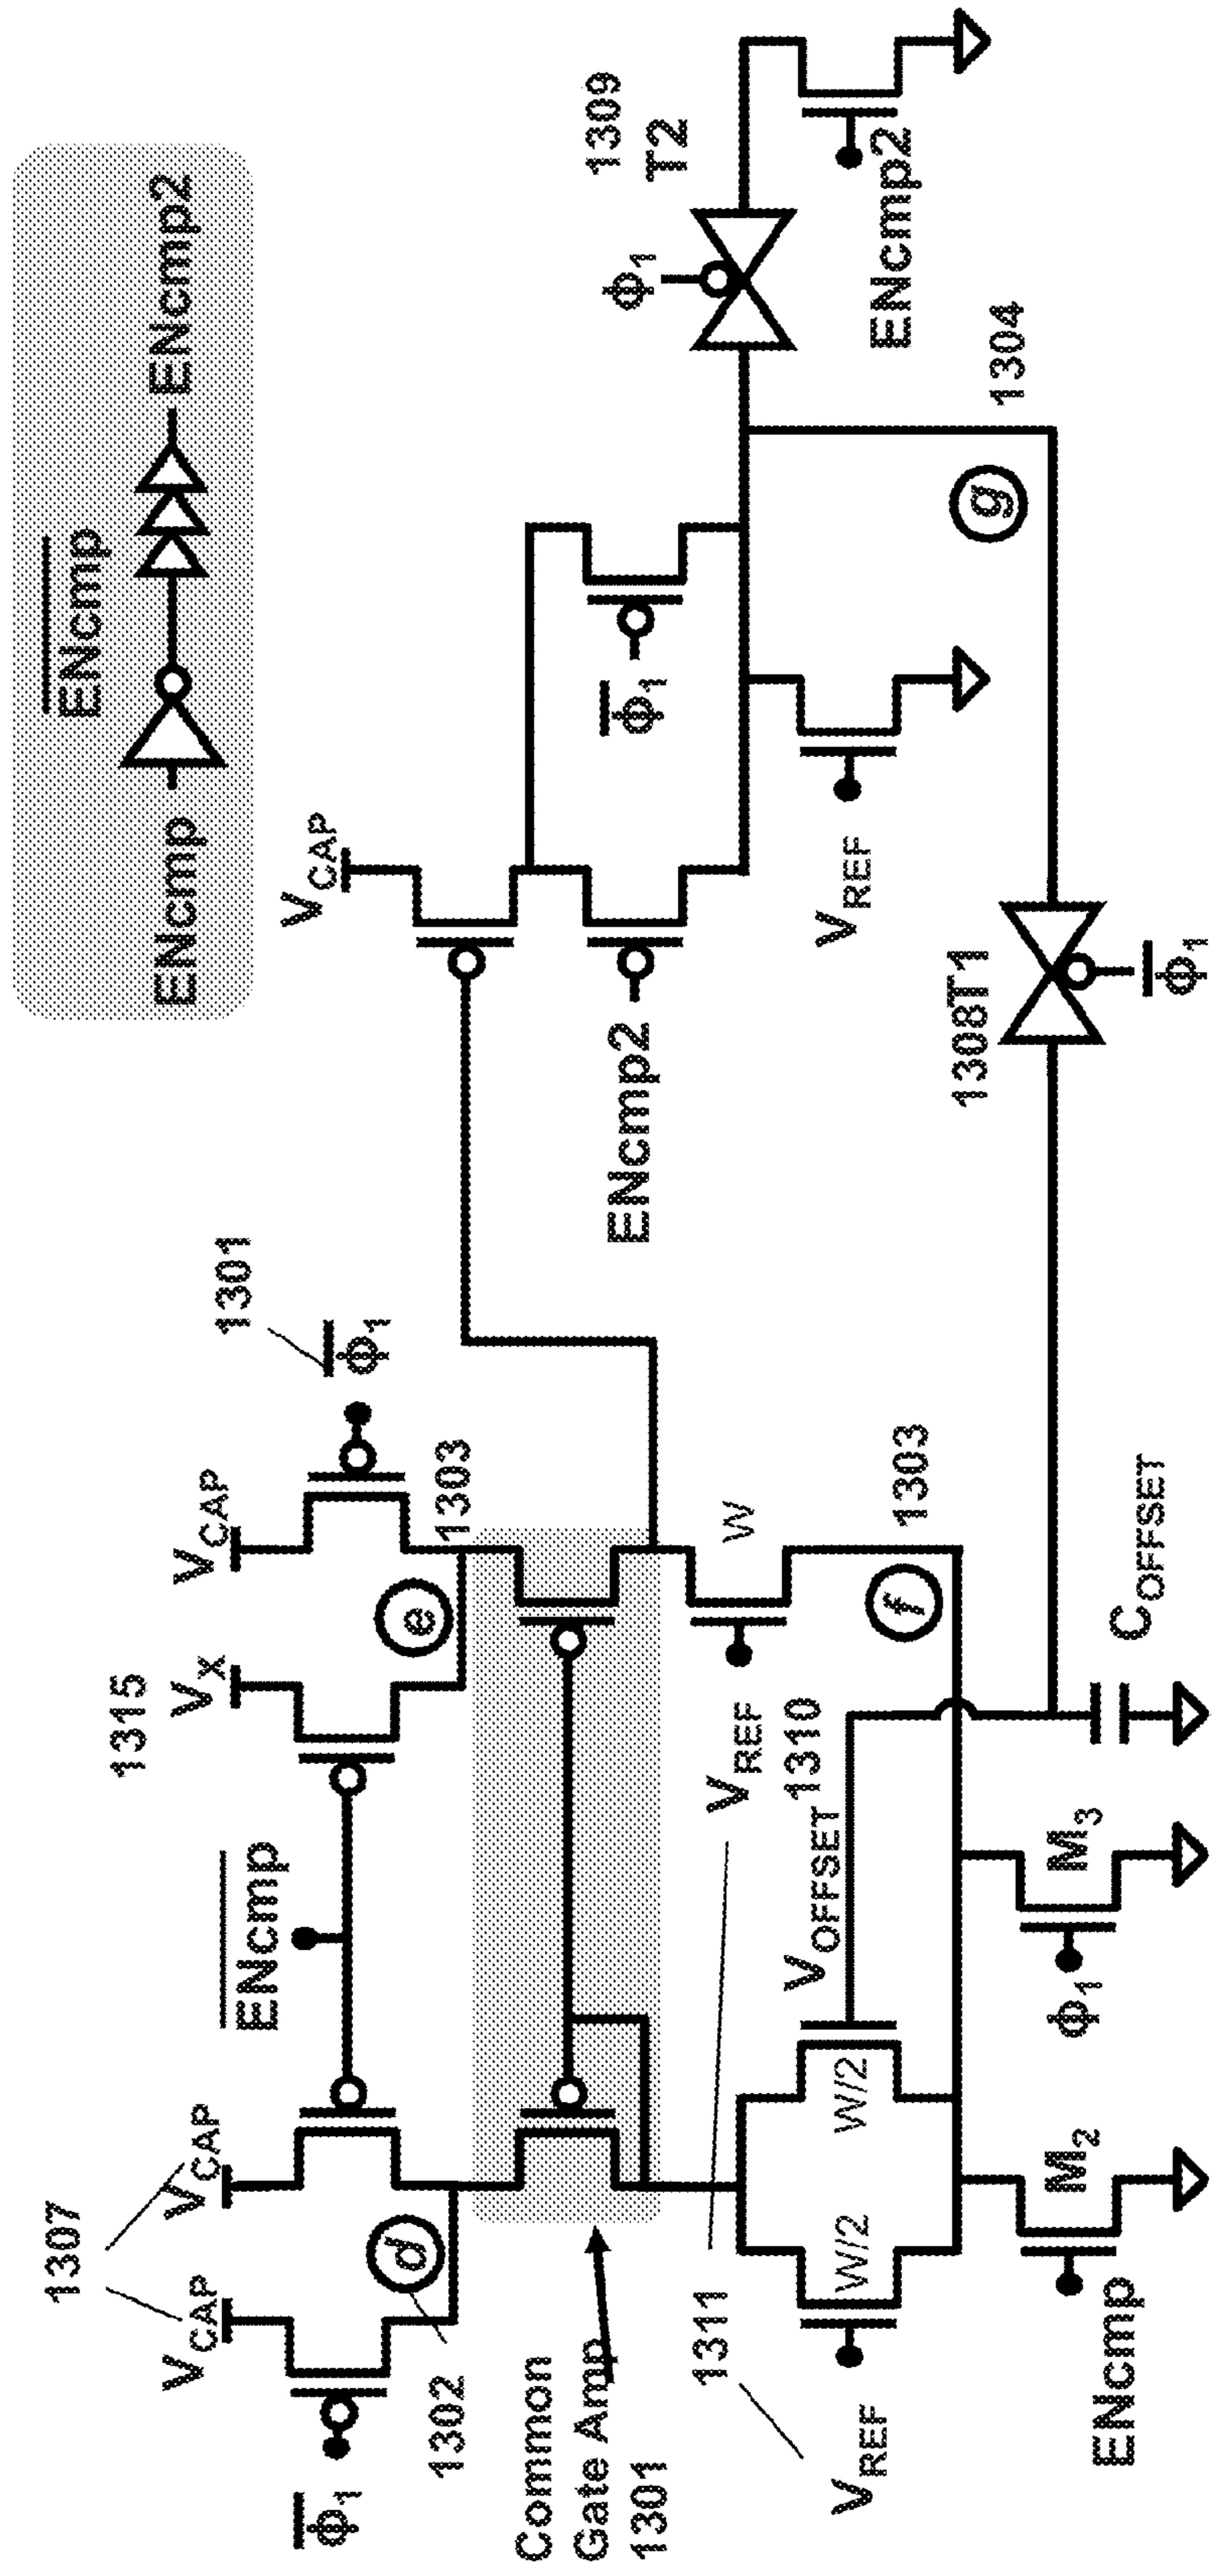 ENcmp
ENcmp
ENcmp2
1307
VCAP
VCAP
ENcmp
1315
VX
VCAP
1301
Φ1
Φ1
1302
d
e
1303
Common
Gate Amp
1301
VCAP
ENcmp2
Φ1
Φ1
1309
T2
ENcmp2
VREF
g
1304
1311
VREF
W/2
W/2
VOFFSET
1310
VREF
W
f
1303
1308T1
Φ1
ENcmp
M2
Φ1
M3
COFFSET